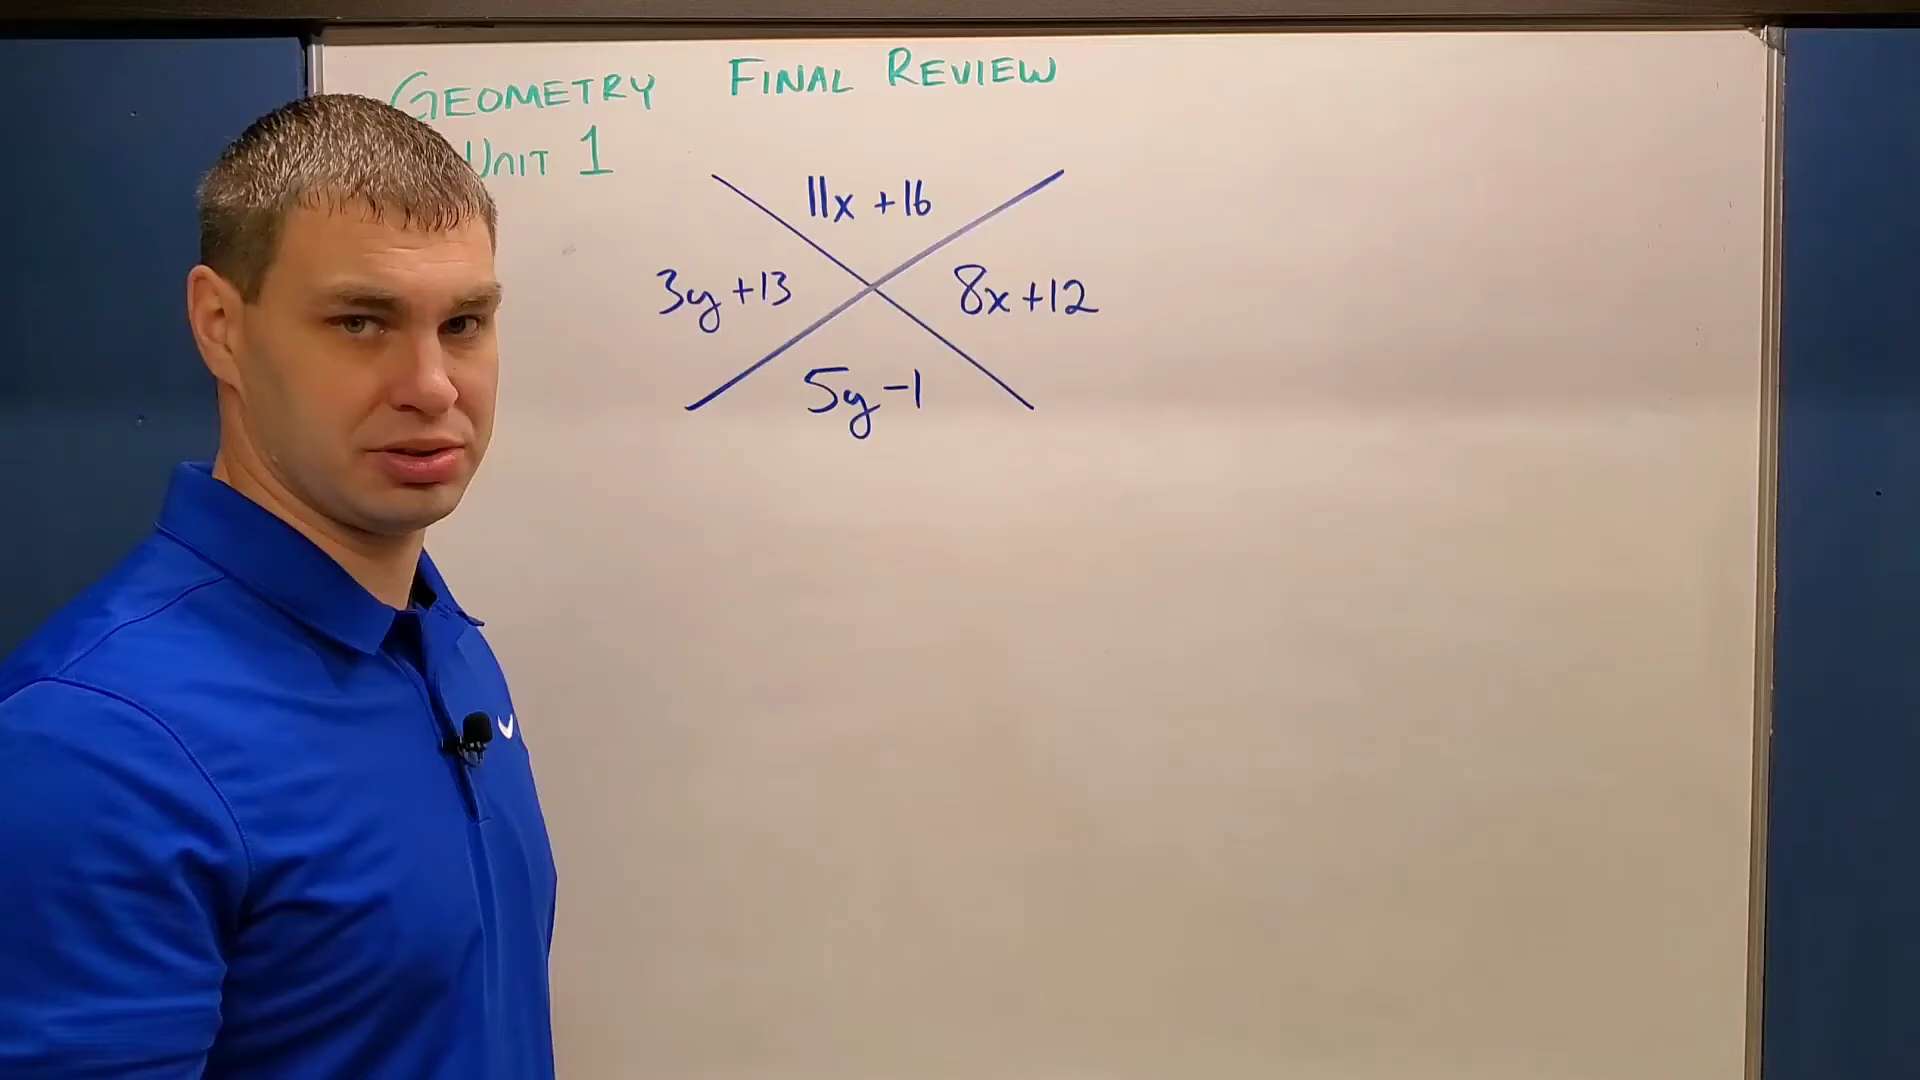 GEOMETRY FINAL REVIEW
UNIT 1
11x + 16
3y + 13
8x + 12
5y - 1